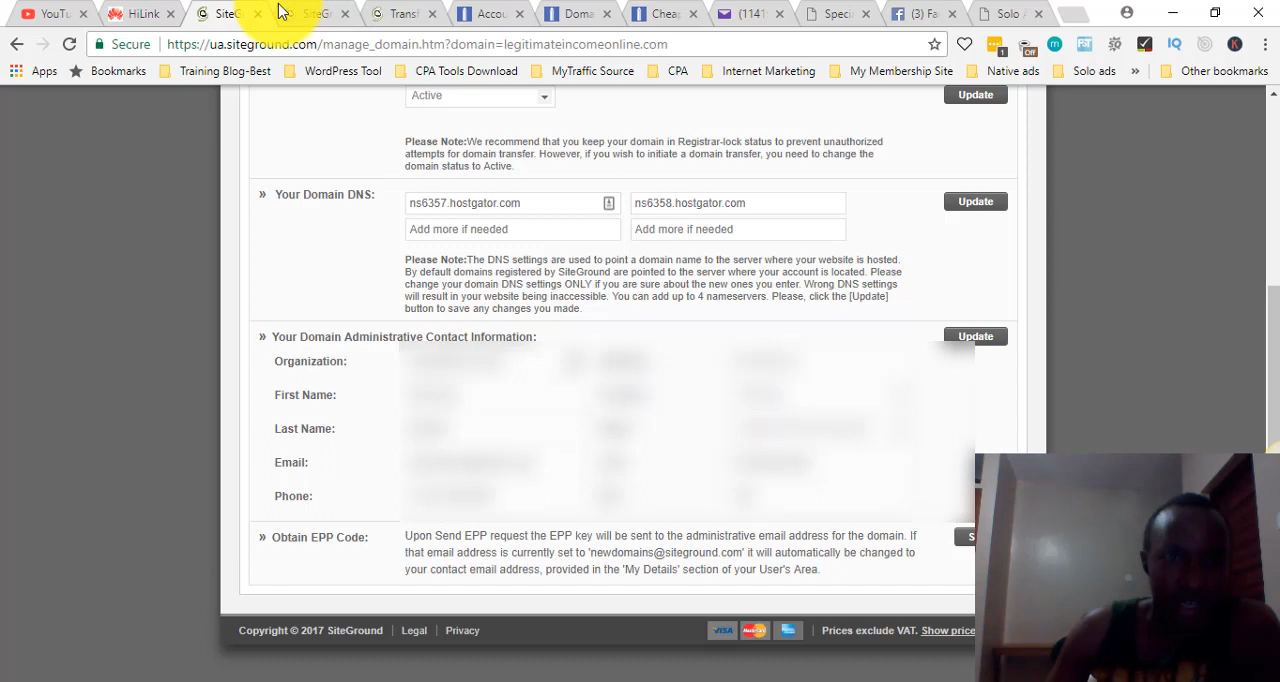 YouTu
HiLink
SiteG
SiteGr
Transf
Accou
Doma
Cheap
(1141
Speci
(3) Fa
Solo A
Secure
https://ua.siteground.com/manage_domain.htm?domain=legitimateincomeonline.com
Apps
Bookmarks
Training Blog-Best
WordPress Tool
CPA Tools Download
MyTraffic Source
CPA
Internet Marketing
My Membership Site
Native ads
Solo ads
»
Other bookmarks
Active
Update
Please Note:We recommend that you keep your domain in Registrar-lock status to prevent unauthorized
attempts for domain transfer. However, if you wish to initiate a domain transfer, you need to change the
domain status to Active.
» Your Domain DNS:
ns6357.hostgator.com
ns6358.hostgator.com
Update
Add more if needed
Add more if needed
Please Note:The DNS settings are used to point a domain name to the server where your website is hosted.
By default domains registered by SiteGround are pointed to the server where your account is located. Please
change your domain DNS settings ONLY if you are sure about the new ones you enter. Wrong DNS settings
will result in your website being inaccessible. You can add up to 4 nameservers. Please, click the [Update]
button to save any changes you made.
» Your Domain Administrative Contact Information:
Update
Organization:
First Name:
Last Name:
Email:
Phone:
» Obtain EPP Code:
Upon Send EPP request the EPP key will be sent to the administrative email address for the domain. If
that email address is currently set to 'newdomains@siteground.com' it will automatically be changed to
your contact email address, provided in the 'My Details' section of your User's Area.
S
Copyright © 2017 SiteGround | Legal | Privacy
VISA
MasterCard
| Prices exclude VAT. Show price